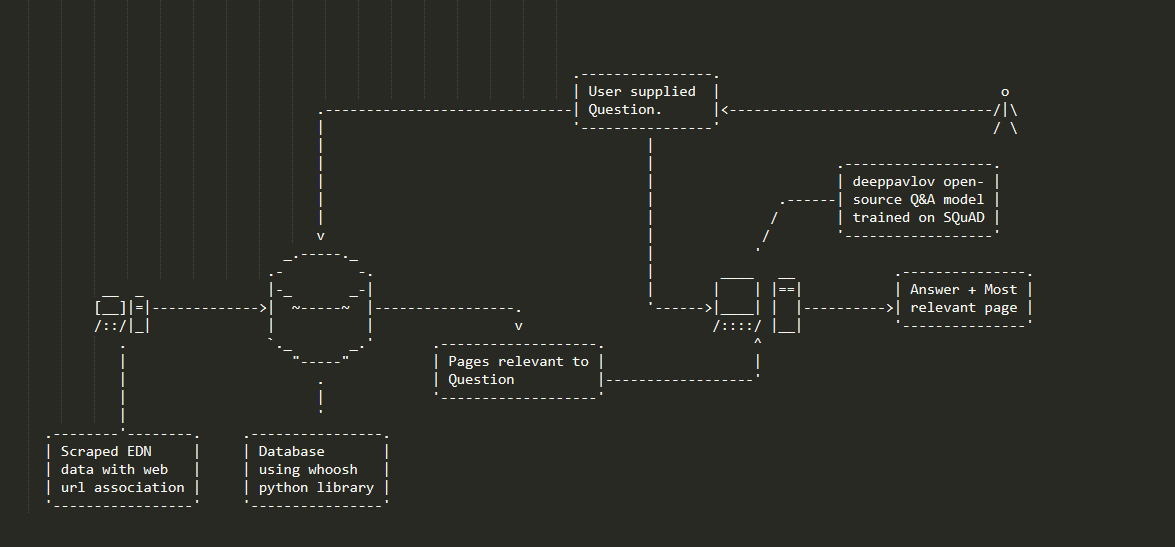 User supplied
Question.
deeppavlov open-
source Q&A model
trained on SQuAD
Answer + Most
relevant page
Pages relevant to
Question
Scraped EDN
data with web
url association
Database
using whoosh
python library